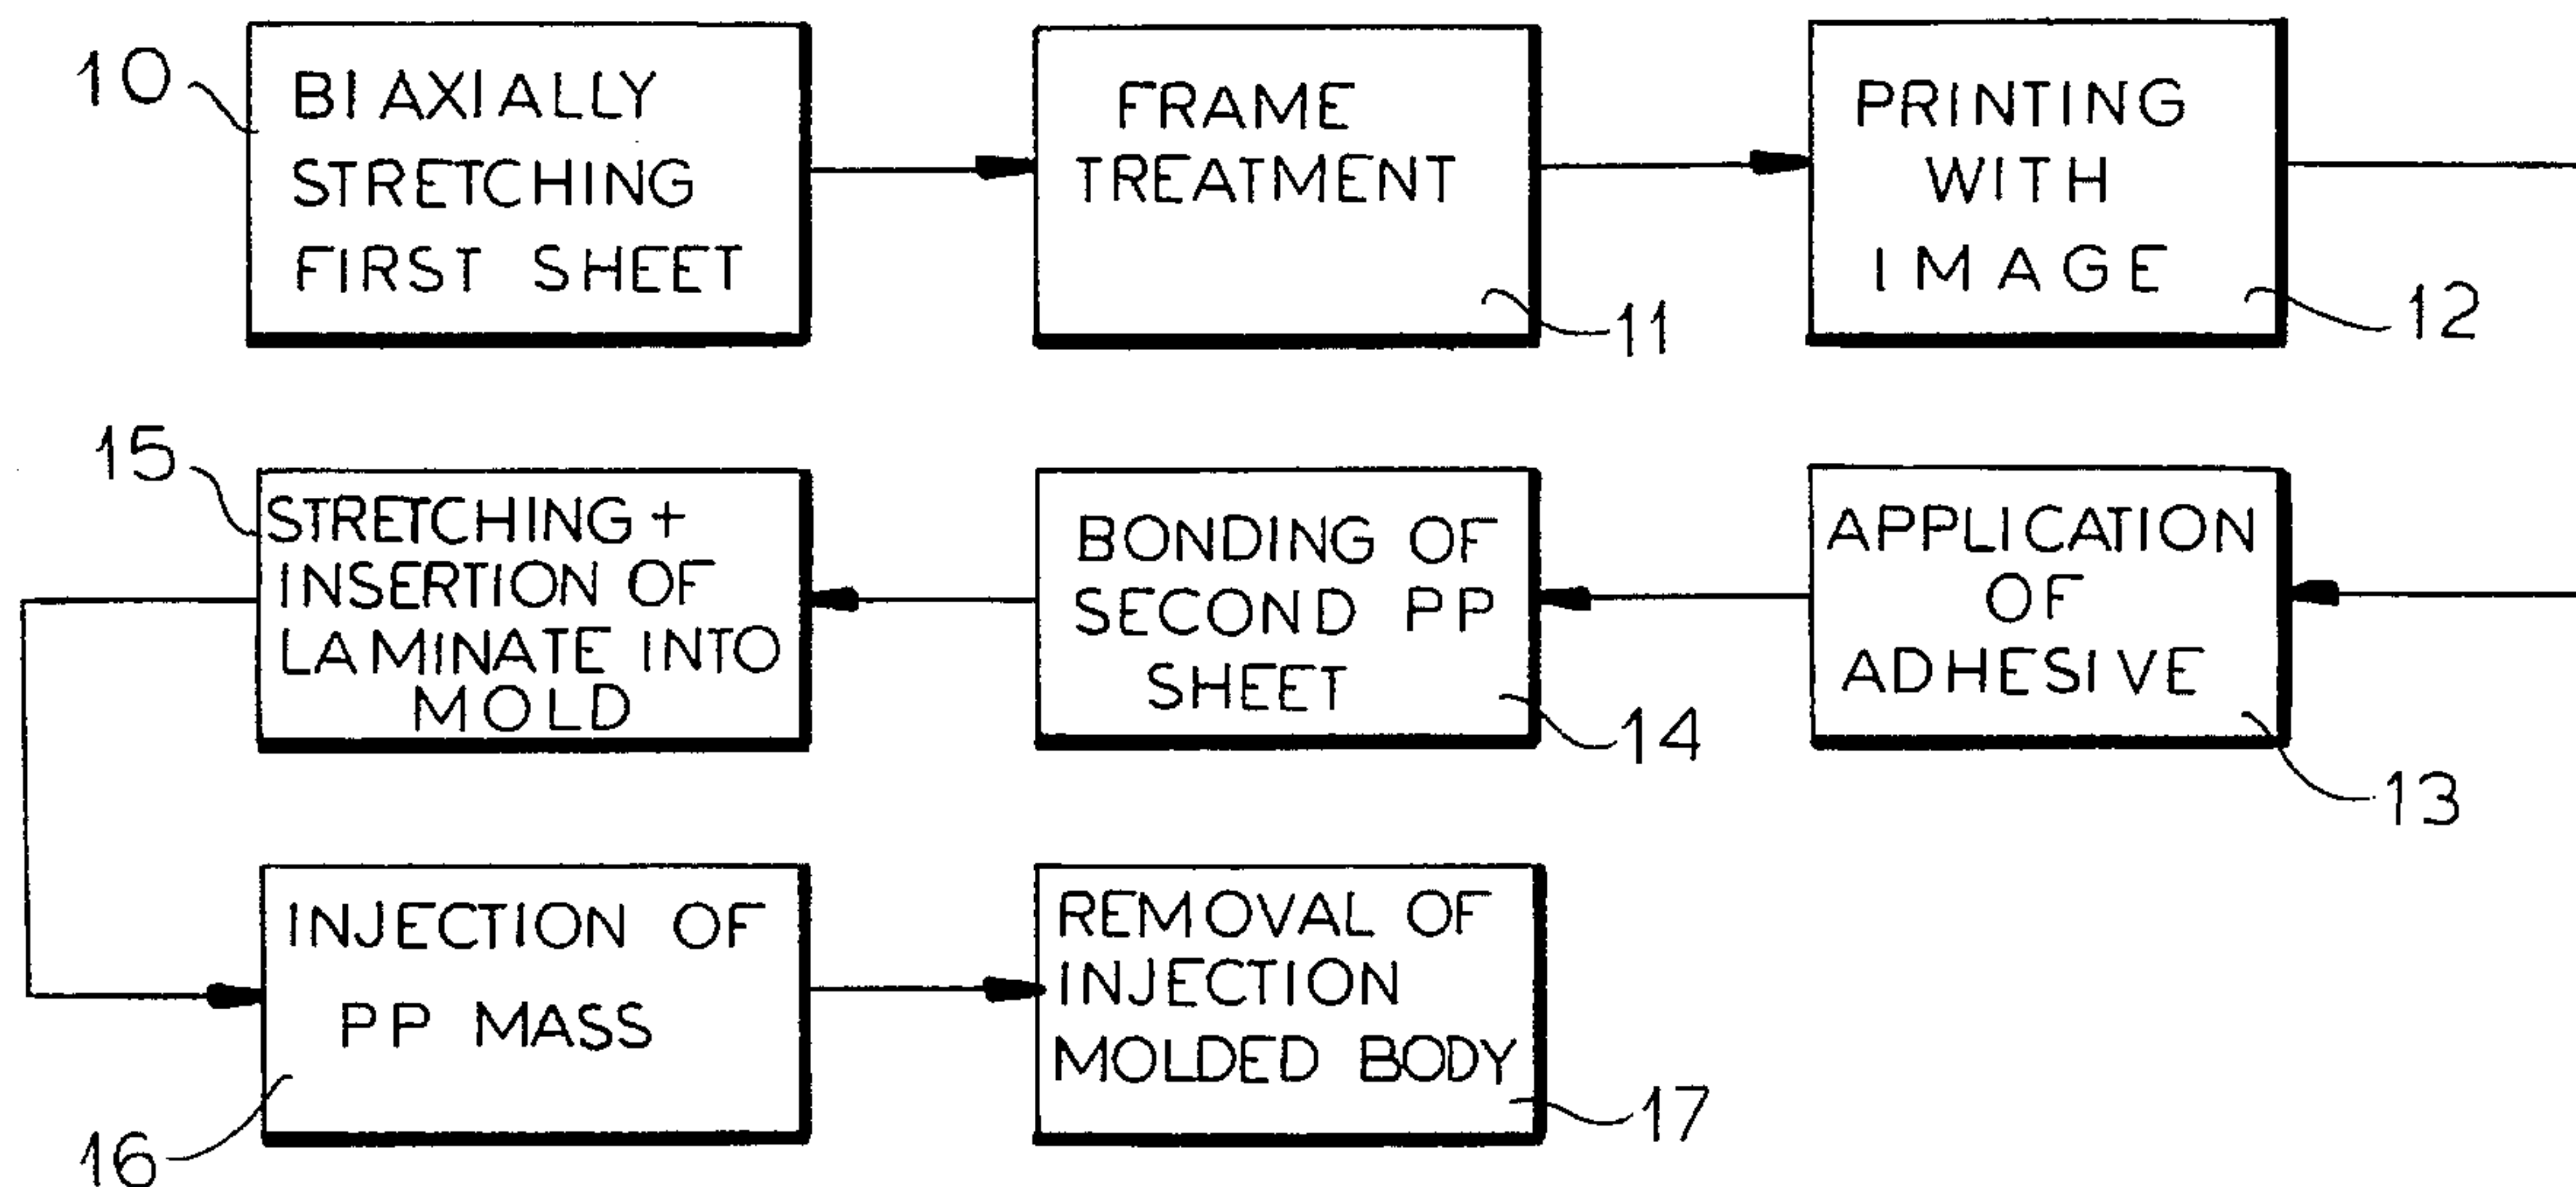 10
BIAXIALLY
STRETCHING
FIRST SHEET
FRAME
TREATMENT
11
PRINTING
WITH
IMAGE
12
APPLICATION
OF
ADHESIVE
13
BONDING OF
SECOND PP
SHEET
14
15
STRETCHING +
INSERTION OF
LAMINATE INTO
MOLD
INJECTION OF
PP MASS
16
REMOVAL OF
INJECTION
MOLDED BODY
17